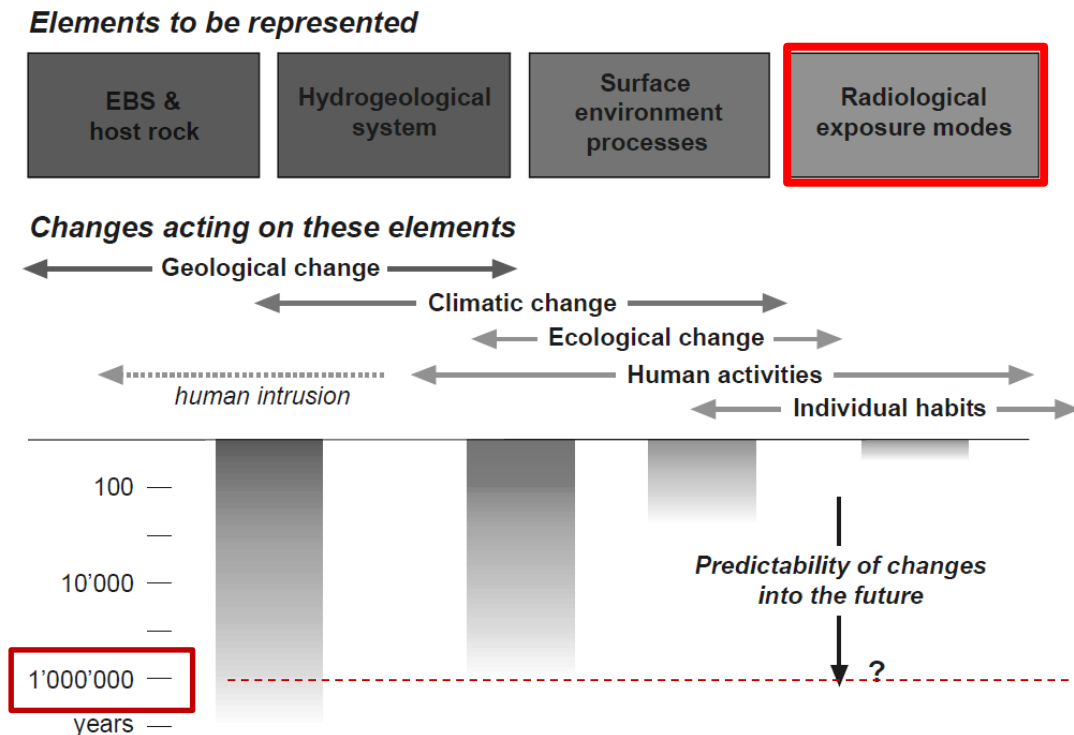 Elements to be represented
EBS &
host rock
Hydrogeological
system
Surface
environment
processes
Radiological
exposure modes
Changes acting on these elements
Geological change
Climatic change
Ecological change
Human activities
human intrusion
Individual habits
100
10'000
1'000'000
years
Predictability of changes
into the future
?